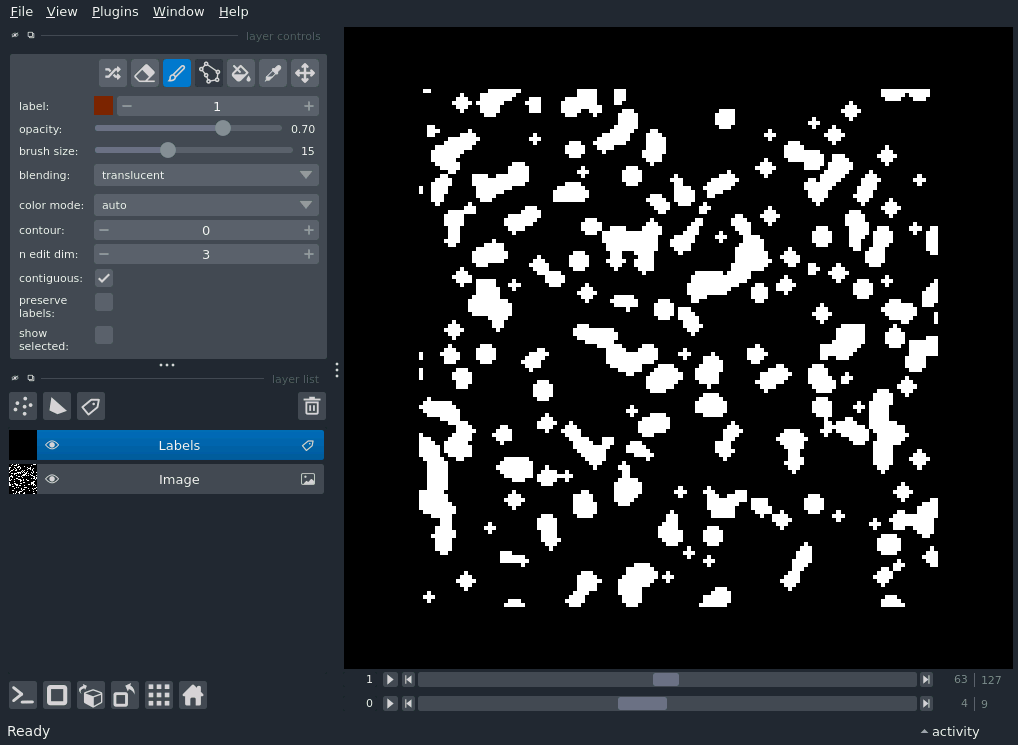 File View Plugins Window Help
layer controls
label: 1
opacity: 0.70
brush size: 15
blending: translucent
color mode: auto
contour: 0
n edit dim: 3
contiguous:
preserve
labels:
show
selected:
layer list
Labels
Image
1 63 127
0 4 9
Ready activity